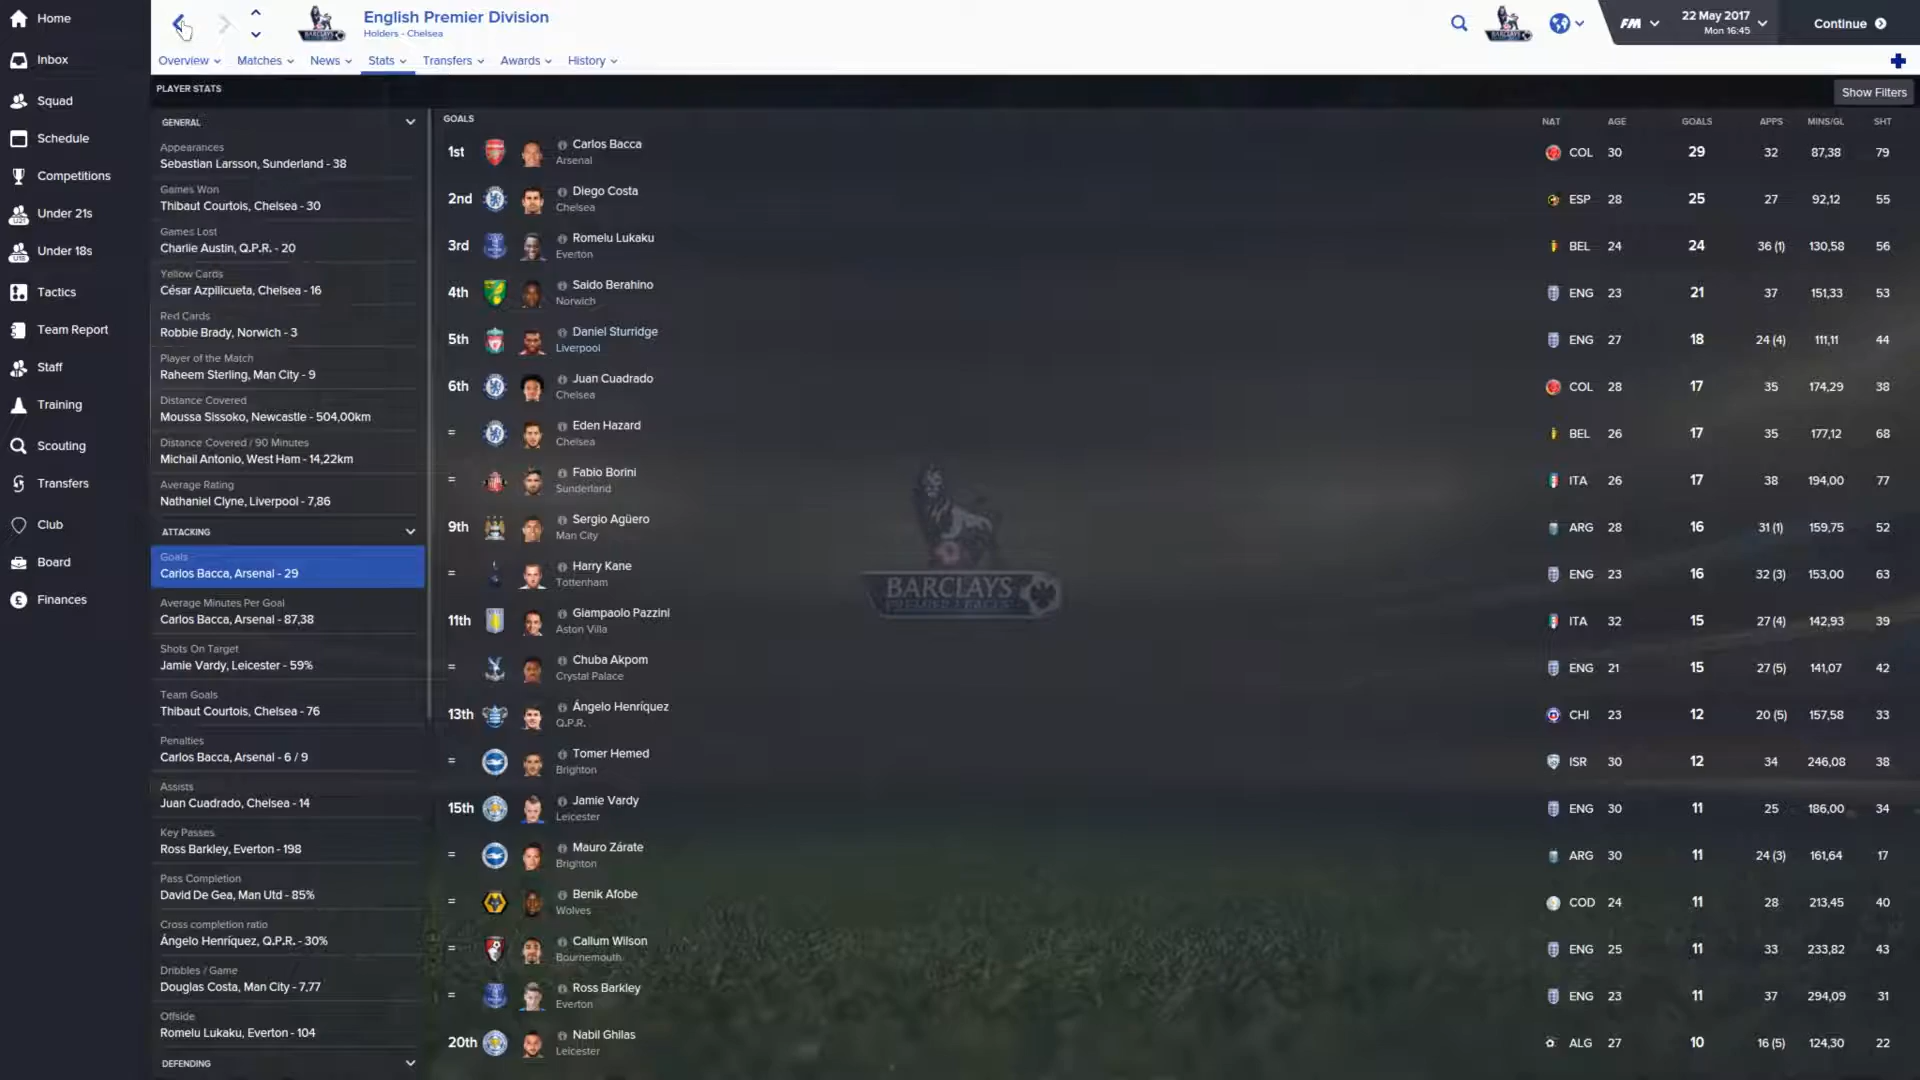 Home
Inbox
Squad
Schedule
Competitions
Under 21s
Under 18s
Tactics
Team Report
Staff
Training
Scouting
Transfers
Club
Board
Finances
English Premier Division
Holders - Chelsea
FM
22 May 2017
Mon 16:45
Continue
Overview Matches News Stats Transfers Awards History
PLAYER STATS
Show Filters
GENERAL
Appearances
Sebastian Larsson, Sunderland - 38
Games Won
Thibaut Courtois, Chelsea - 30
Games Lost
Charlie Austin, Q.P.R. - 20
Yellow Cards
César Azpilicueta, Chelsea - 16
Red Cards
Robbie Brady, Norwich - 3
Player of the Match
Raheem Sterling, Man City - 9
Distance Covered
Moussa Sissoko, Newcastle - 504,00km
Distance Covered / 90 Minutes
Michail Antonio, West Ham - 14,22km
Average Rating
Nathaniel Clyne, Liverpool - 7,86
ATTACKING
Goals
Carlos Bacca, Arsenal - 29
Average Minutes Per Goal
Carlos Bacca, Arsenal - 87,38
Shots On Target
Jamie Vardy, Leicester - 59%
Team Goals
Thibaut Courtois, Chelsea - 76
Penalties
Carlos Bacca, Arsenal - 6 / 9
Assists
Juan Cuadrado, Chelsea - 14
Key Passes
Ross Barkley, Everton - 198
Pass Completion
David De Gea, Man Utd - 85%
Cross completion ratio
Ángelo Henríquez, Q.P.R. - 30%
Dribbles / Game
Douglas Costa, Man City - 7,77
Offside
Romelu Lukaku, Everton - 104
DEFENDING
GOALS NAT AGE GOALS APPS MINS/GL SHT
1st Carlos Bacca COL 30 29 32 87,38 79
Arsenal
2nd Diego Costa ESP 28 25 27 92,12 55
Chelsea
3rd Romelu Lukaku BEL 24 24 36 (1) 130,58 56
Everton
4th Saido Berahino ENG 23 21 37 151,33 53
Norwich
5th Daniel Sturridge ENG 27 18 24 (4) 111,11 44
Liverpool
6th Juan Cuadrado COL 28 17 35 174,29 38
Chelsea
= Eden Hazard BEL 26 17 35 177,12 68
Chelsea
= Fabio Borini ITA 26 17 38 194,00 77
Sunderland
9th Sergio Agüero ARG 28 16 31 (1) 159,75 52
Man City
= Harry Kane ENG 23 16 32 (3) 153,00 63
Tottenham
11th Giampaolo Pazzini ITA 32 15 27 (4) 142,93 39
Aston Villa
= Chuba Akpom ENG 21 15 27 (5) 141,07 42
Crystal Palace
13th Ángelo Henríquez CHI 23 12 20 (5) 157,58 33
Q.P.R.
= Tomer Hemed ISR 30 12 34 246,08 38
Brighton
15th Jamie Vardy ENG 30 11 25 186,00 34
Leicester
= Mauro Zárate ARG 30 11 24 (3) 161,64 17
Brighton
= Benik Afobe COD 24 11 28 213,45 40
Wolves
= Callum Wilson ENG 25 11 33 233,82 43
Bournemouth
= Ross Barkley ENG 23 11 37 294,09 31
Everton
20th Nabil Ghilas ALG 27 10 16 (5) 124,30 22
Leicester
BARCLAYS
PREMIER LEAGUE